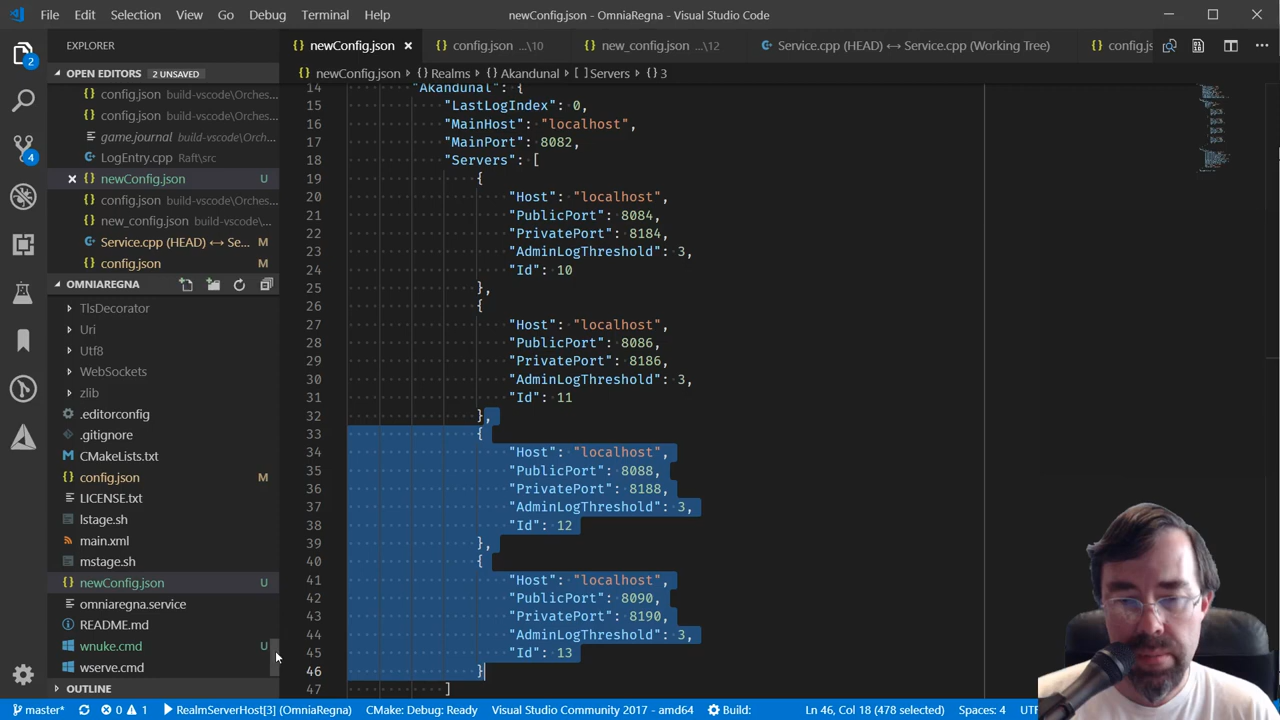 File Edit Selection View Go Debug Terminal Help newConfig.json - OmniaRegna - Visual Studio Code
EXPLORER
OPEN EDITORS 2 UNSAVED
config.json build-vscode\Orches...
config.json build-vscode\Orches...
game.journal build-vscode\Orch...
LogEntry.cpp Raft\src
newConfig.json U
config.json build-vscode\Orches...
new_config.json build-vscode\...
Service.cpp (HEAD) ↔ Se... M
config.json M
OMNIAREGNA
TlsDecorator
Uri
Utf8
WebSockets
zlib
.editorconfig
.gitignore
CMakeLists.txt
config.json M
LICENSE.txt
lstage.sh
main.xml
mstage.sh
newConfig.json U
omniaregna.service
README.md
wnuke.cmd U
wserve.cmd
OUTLINE
newConfig.json config.json ...\10 new_config.json ...\12 Service.cpp (HEAD) ↔ Service.cpp (Working Tree) config.js
newConfig.json Realms Akandunal Servers 3
14 "Akandunal": {
15 "LastLogIndex": 0,
16 "MainHost": "localhost",
17 "MainPort": 8082,
18 "Servers": [
19 {
20 "Host": "localhost",
21 "PublicPort": 8084,
22 "PrivatePort": 8184,
23 "AdminLogThreshold": 3,
24 "Id": 10
25 },
26 {
27 "Host": "localhost",
28 "PublicPort": 8086,
29 "PrivatePort": 8186,
30 "AdminLogThreshold": 3,
31 "Id": 11
32 },
33 {
34 "Host": "localhost",
35 "PublicPort": 8088,
36 "PrivatePort": 8188,
37 "AdminLogThreshold": 3,
38 "Id": 12
39 },
40 {
41 "Host": "localhost",
42 "PublicPort": 8090,
43 "PrivatePort": 8190,
44 "AdminLogThreshold": 3,
45 "Id": 13
46 }
47 ]
master* 0 1 RealmServerHost[3] (OmniaRegna) CMake: Debug: Ready Visual Studio Community 2017 - amd64 Build: Ln 46, Col 18 (478 selected) Spaces: 4